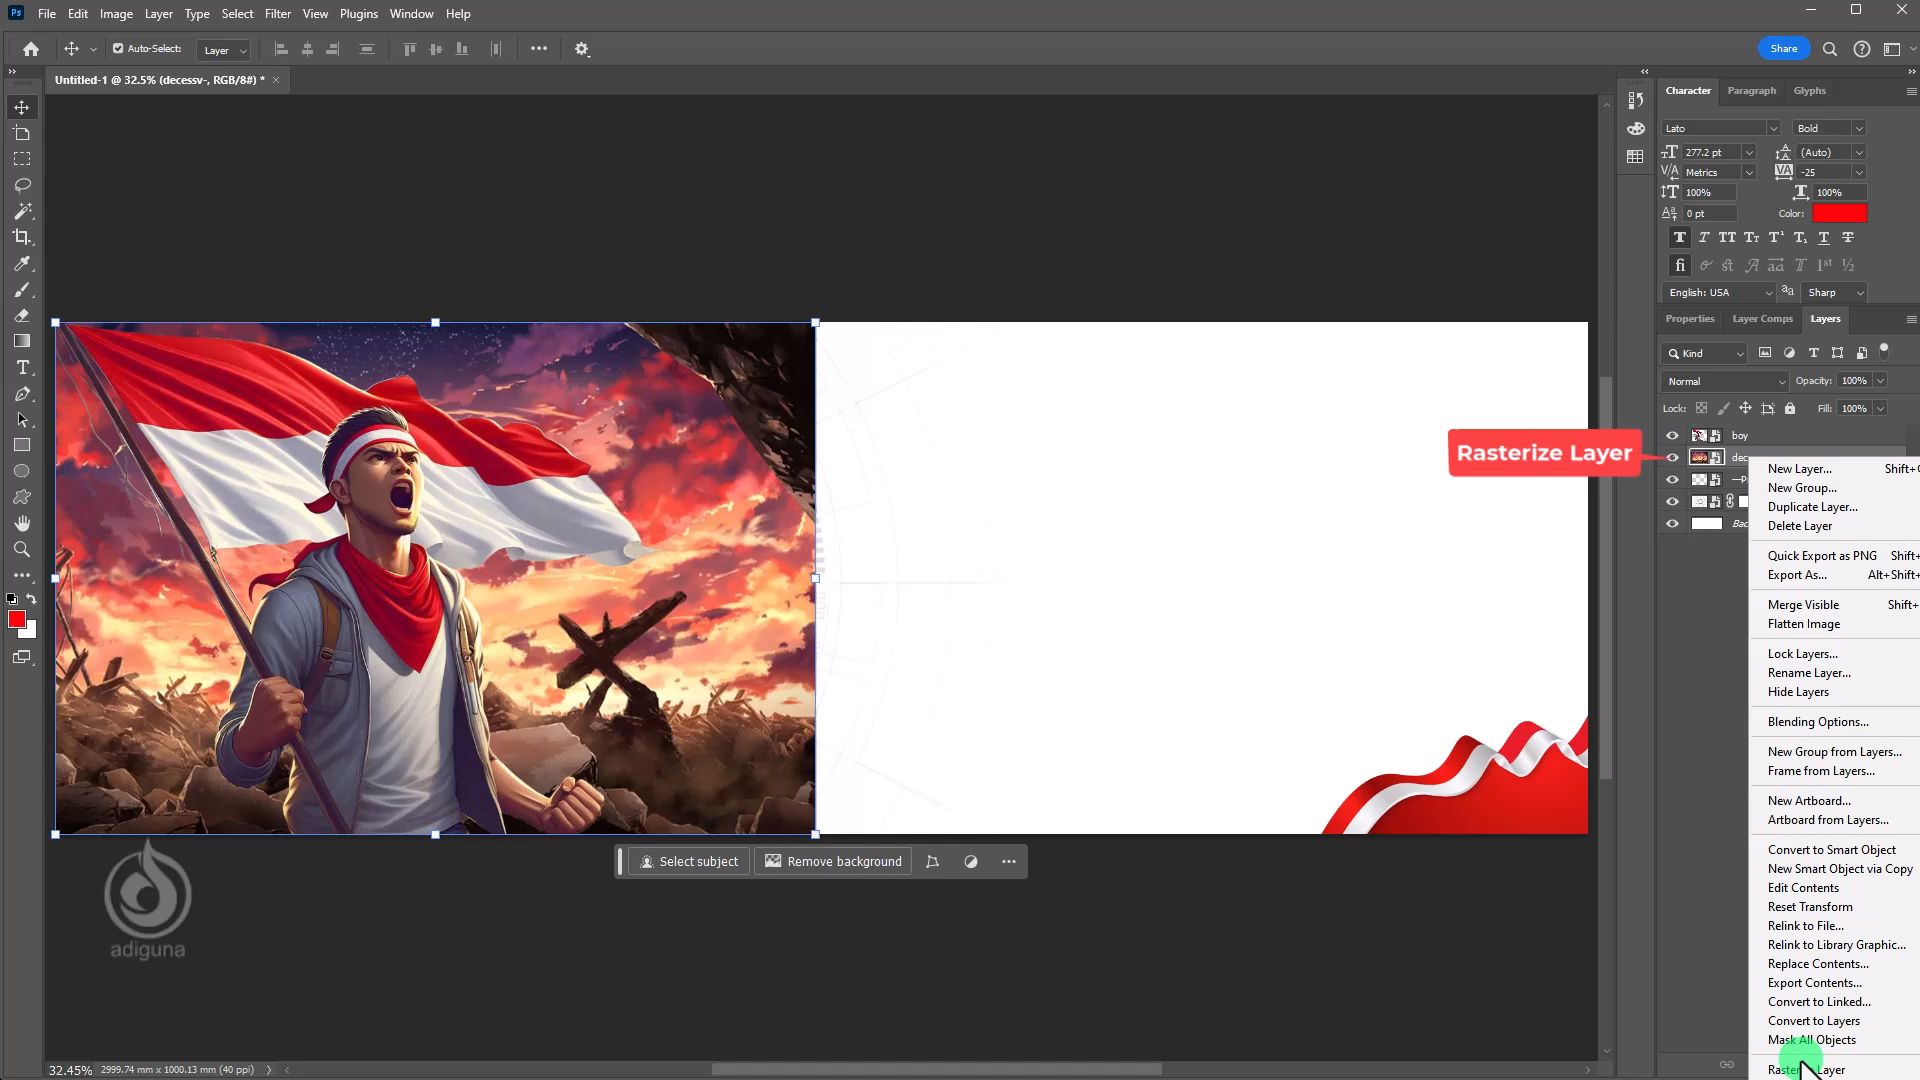 File Edit Image Layer Type Select Filter View Plugins Window Help
Auto-Select: Layer
Share
Untitled-1 @ 32.5% (decessv-, RGB/8#) *
Character Paragraph Glyphs
Lato Bold
277.2 pt (Auto)
Metrics -25
100% 100%
0 pt Color:
English: USA Sharp
Properties Layer Comps Layers
Kind
Normal Opacity: 100%
Lock: Fill: 100%
boy
Rasterize Layer
New Layer... Shift+
New Group...
Duplicate Layer...
Delete Layer
Quick Export as PNG Shift+
Export As... Alt+Shift+
Merge Visible Shift+
Flatten Image
Lock Layers...
Rename Layer...
Hide Layers
Blending Options...
New Group from Layers...
Frame from Layers...
New Artboard...
Artboard from Layers...
Convert to Smart Object
New Smart Object via Copy
Edit Contents
Reset Transform
Relink to File...
Relink to Library Graphic...
Replace Contents...
Export Contents...
Convert to Linked...
Convert to Layers
Mask All Objects
Layer
Select subject Remove background
adiguna
32.45% 2999.74 mm x 1000.13 mm (40 ppi)